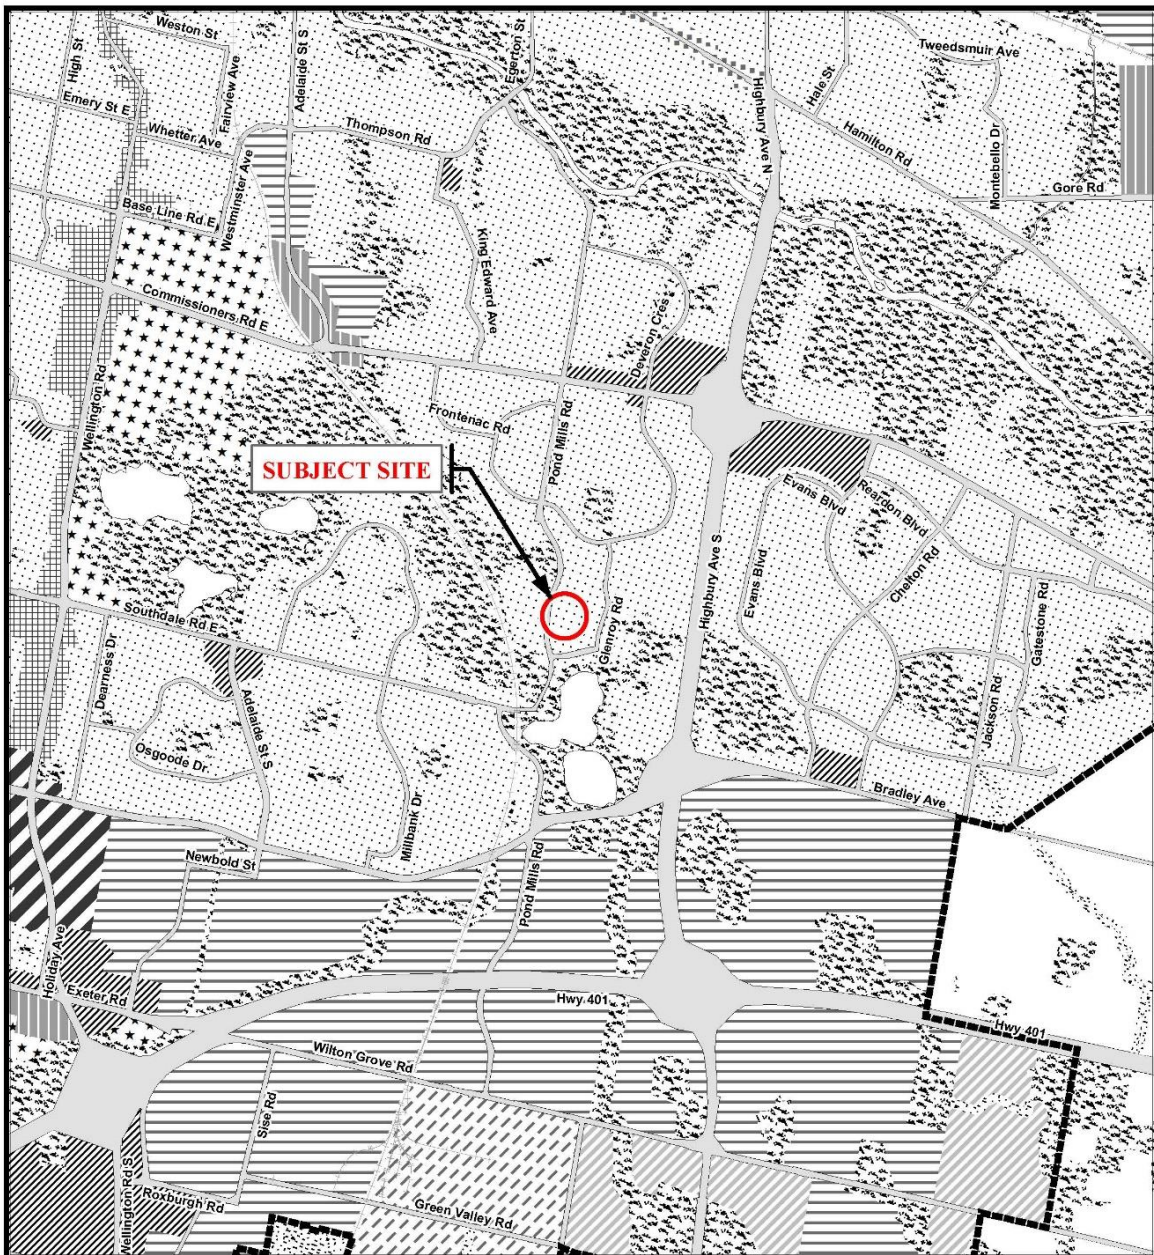 Weston St
High St
Fairview Ave
Adelaide St S
Egerton St
Tweedsmuir Ave
Emery St E
Whetter Ave
Thompson Rd
Highbury Ave N
Hale St
Hamilton Rd
Montebello Dr
Gore Rd
Base Line Rd E
Westminster Ave
King Edward Ave
Commissioners Rd E
Deveron Cres
Wellington Rd
Frontenac Rd
Pond Mills Rd
SUBJECT SITE
Evans Blvd
Reardon Blvd
Chelton Rd
Evans Blvd
Highbury Ave S
Gatestone Rd
Southdale Rd E
Glenroy Rd
Dearness Dr
Adelaide St S
Jackson Rd
Osgoode Dr
Millbank Dr
Bradley Ave
Newbold St
Pond Mills Rd
Holiday Ave
Exeter Rd
Hwy 401
Hwy 401
Wilton Grove Rd
Sise Rd
Wellington Rd S
Roxburgh Rd
Green Valley Rd